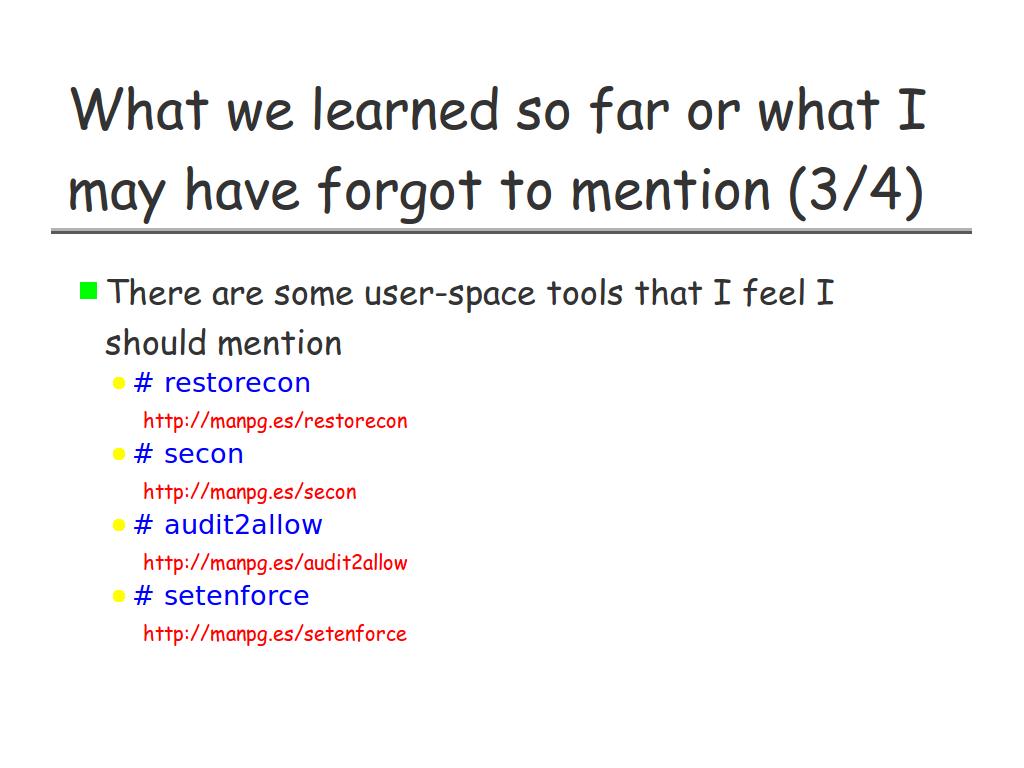 What we learned so far or what I
may have forgot to mention (3/4)
There are some user-space tools that I feel I
should mention
# restorecon
http://manpg.es/restorecon
# secon
http://manpg.es/secon
# audit2allow
http://manpg.es/audit2allow
# setenforce
http://manpg.es/setenforce